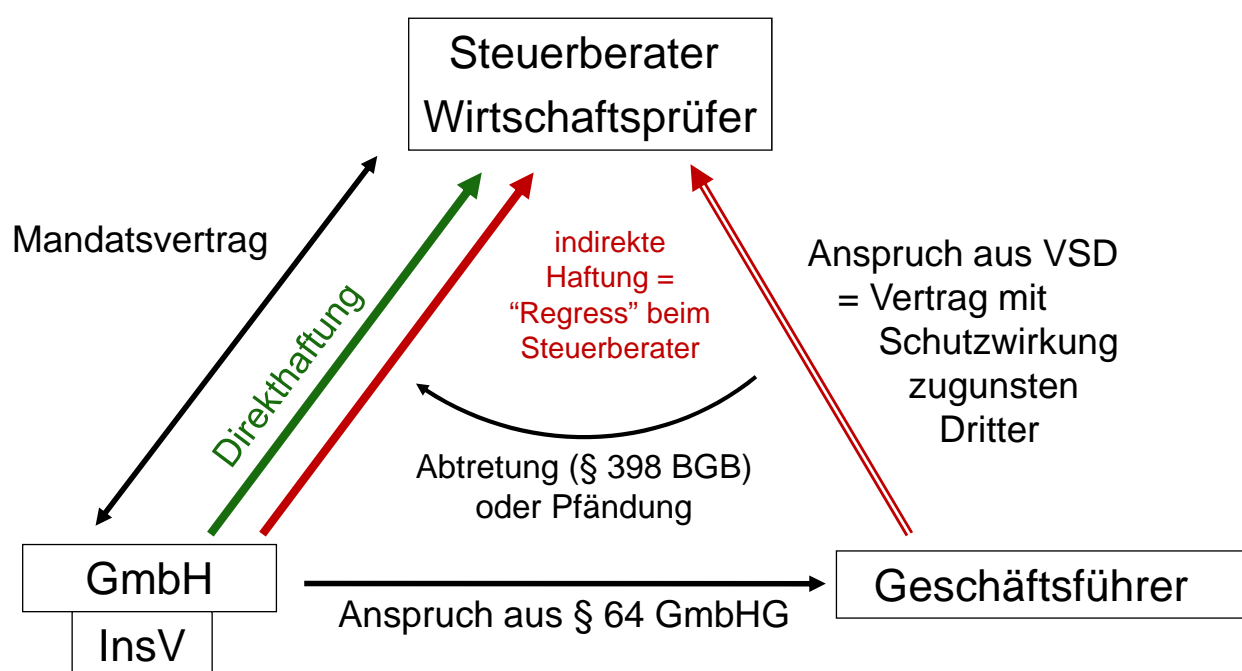 Steuerberater
Wirtschaftsprüfer
Mandatsvertrag
Direkthaftung
indirekte
Haftung =
“Regress” beim
Steuerberater
Anspruch aus VSD
= Vertrag mit
Schutzwirkung
zugunsten
Dritter
Abtretung (§ 398 BGB)
oder Pfändung
GmbH
InsV
Anspruch aus § 64 GmbHG
Geschäftsführer